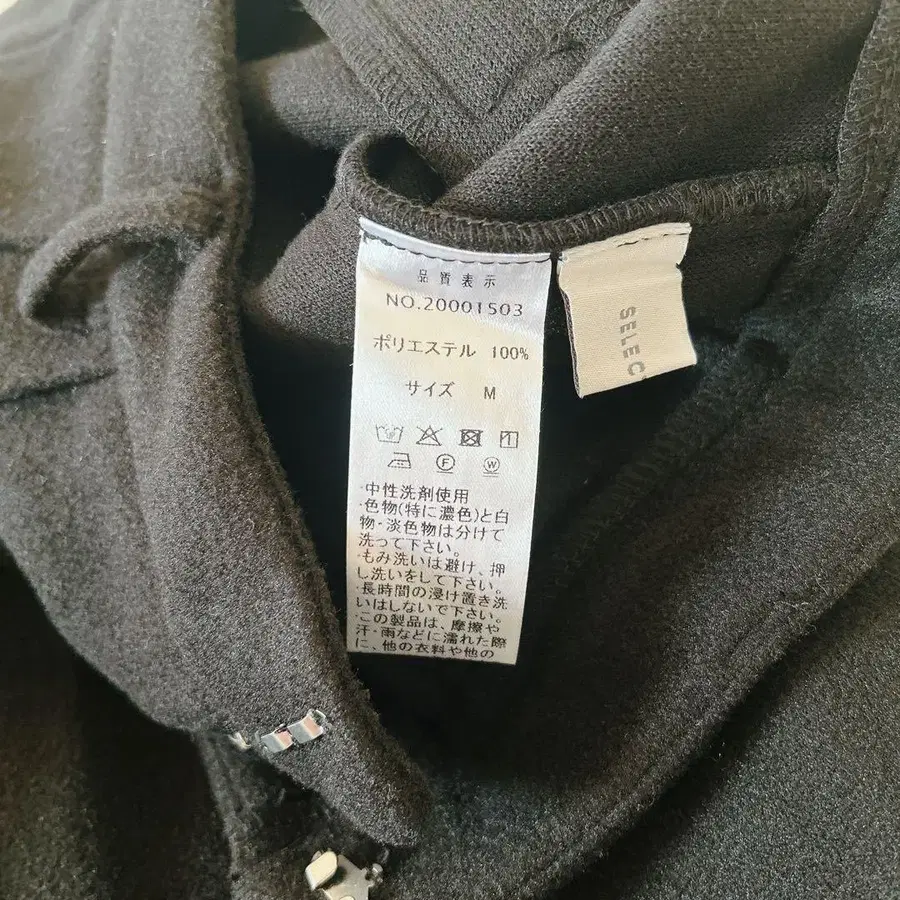 品質表示
NO.20001503
ポリエステル 100%
サイズ M
F W
・中性洗剤使用
・色物(特に濃色)と白
物・淡色物は分けて
洗って下さい。
・もみ洗いは避け、押
し洗いをして下さい。
・長時間の浸け置き洗
いはしないで下さい。
・この製品は、摩擦や
汗・雨などに濡れた際
に、他の衣料や他の
SELECT